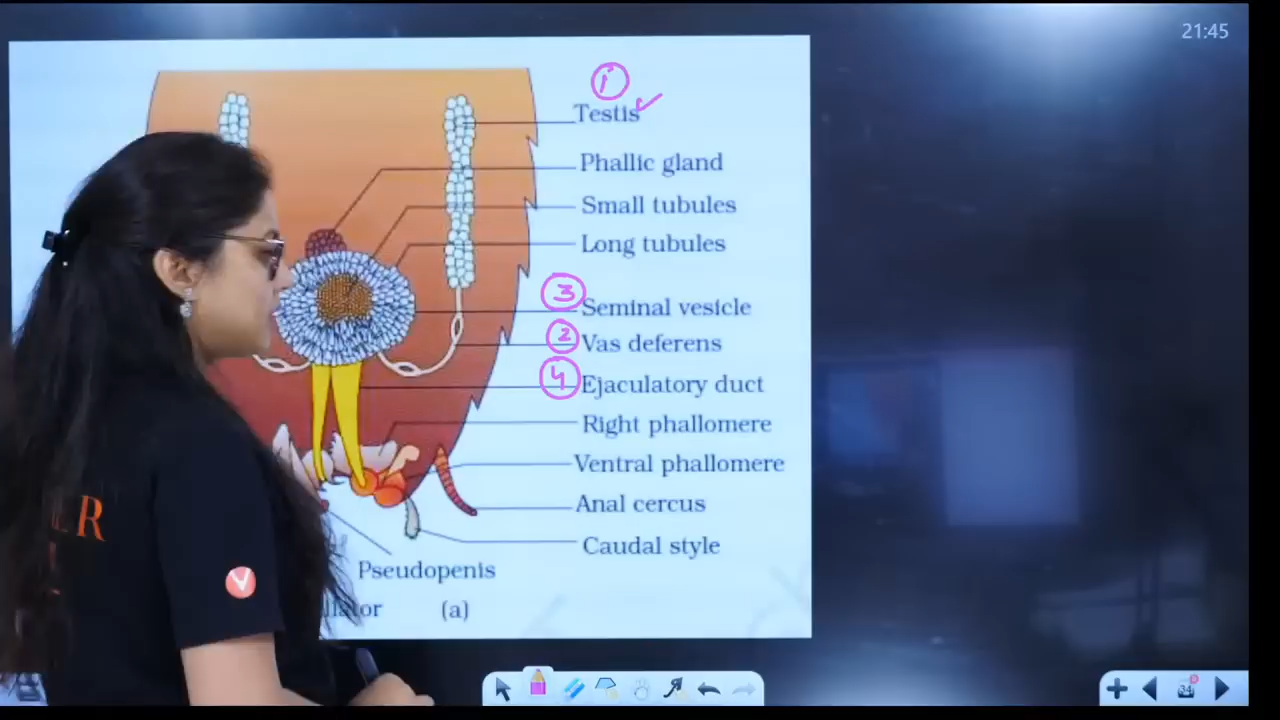 21:45
1
Testis
Phallic gland
Small tubules
Long tubules
3 Seminal vesicle
2 Vas deferens
4 Ejaculatory duct
Right phallomere
Ventral phallomere
Anal cercus
Caudal style
Pseudopenis
(a)
34